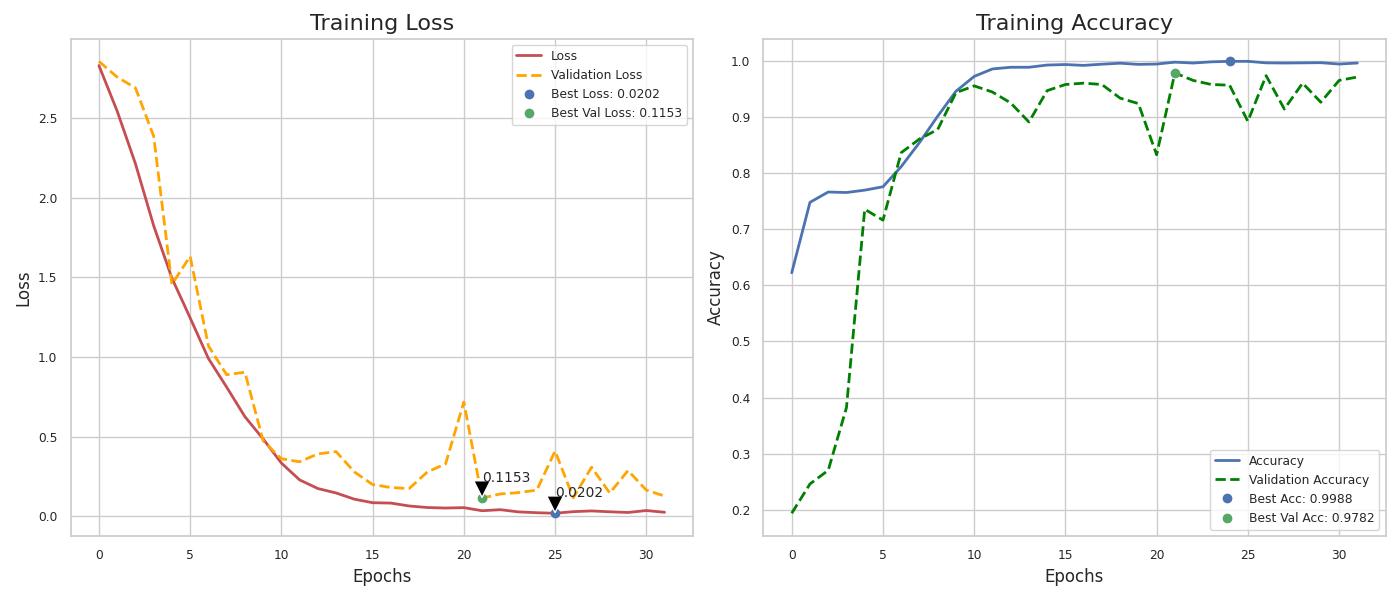 Training Loss
Loss
Validation Loss
Best Loss: 0.0202
Best Val Loss: 0.1153
2.5
2.0
1.5
1.0
0.5
0.0
Loss
0.1153
0.0202
0 5 10 15 20 25 30
Epochs
Training Accuracy
1.0
0.9
0.8
0.7
0.6
0.5
0.4
0.3
0.2
Accuracy
Accuracy
Validation Accuracy
Best Acc: 0.9988
Best Val Acc: 0.9782
0 5 10 15 20 25 30
Epochs